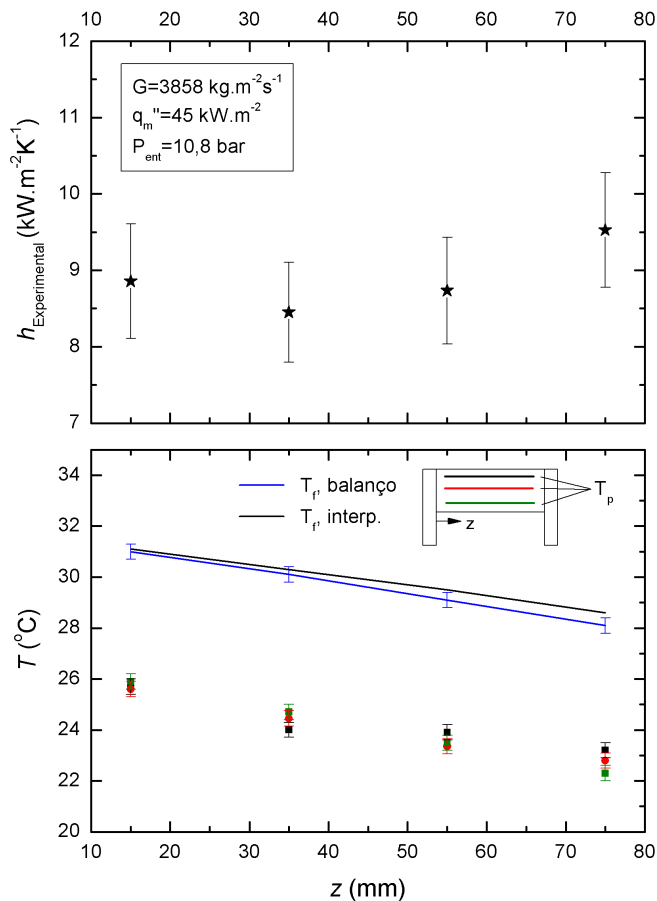 10 20 30 40 50 60 70 80
12
11
10
9
8
7
h_Experimental (kW.m⁻²K⁻¹)
G=3858 kg.m⁻²s⁻¹
q_m''=45 kW.m⁻²
P_ent=10,8 bar
34
32
30
28
26
24
22
20
T (°C)
T_f, balanço
T_f, interp.
T_p
z
10 20 30 40 50 60 70 80
z (mm)